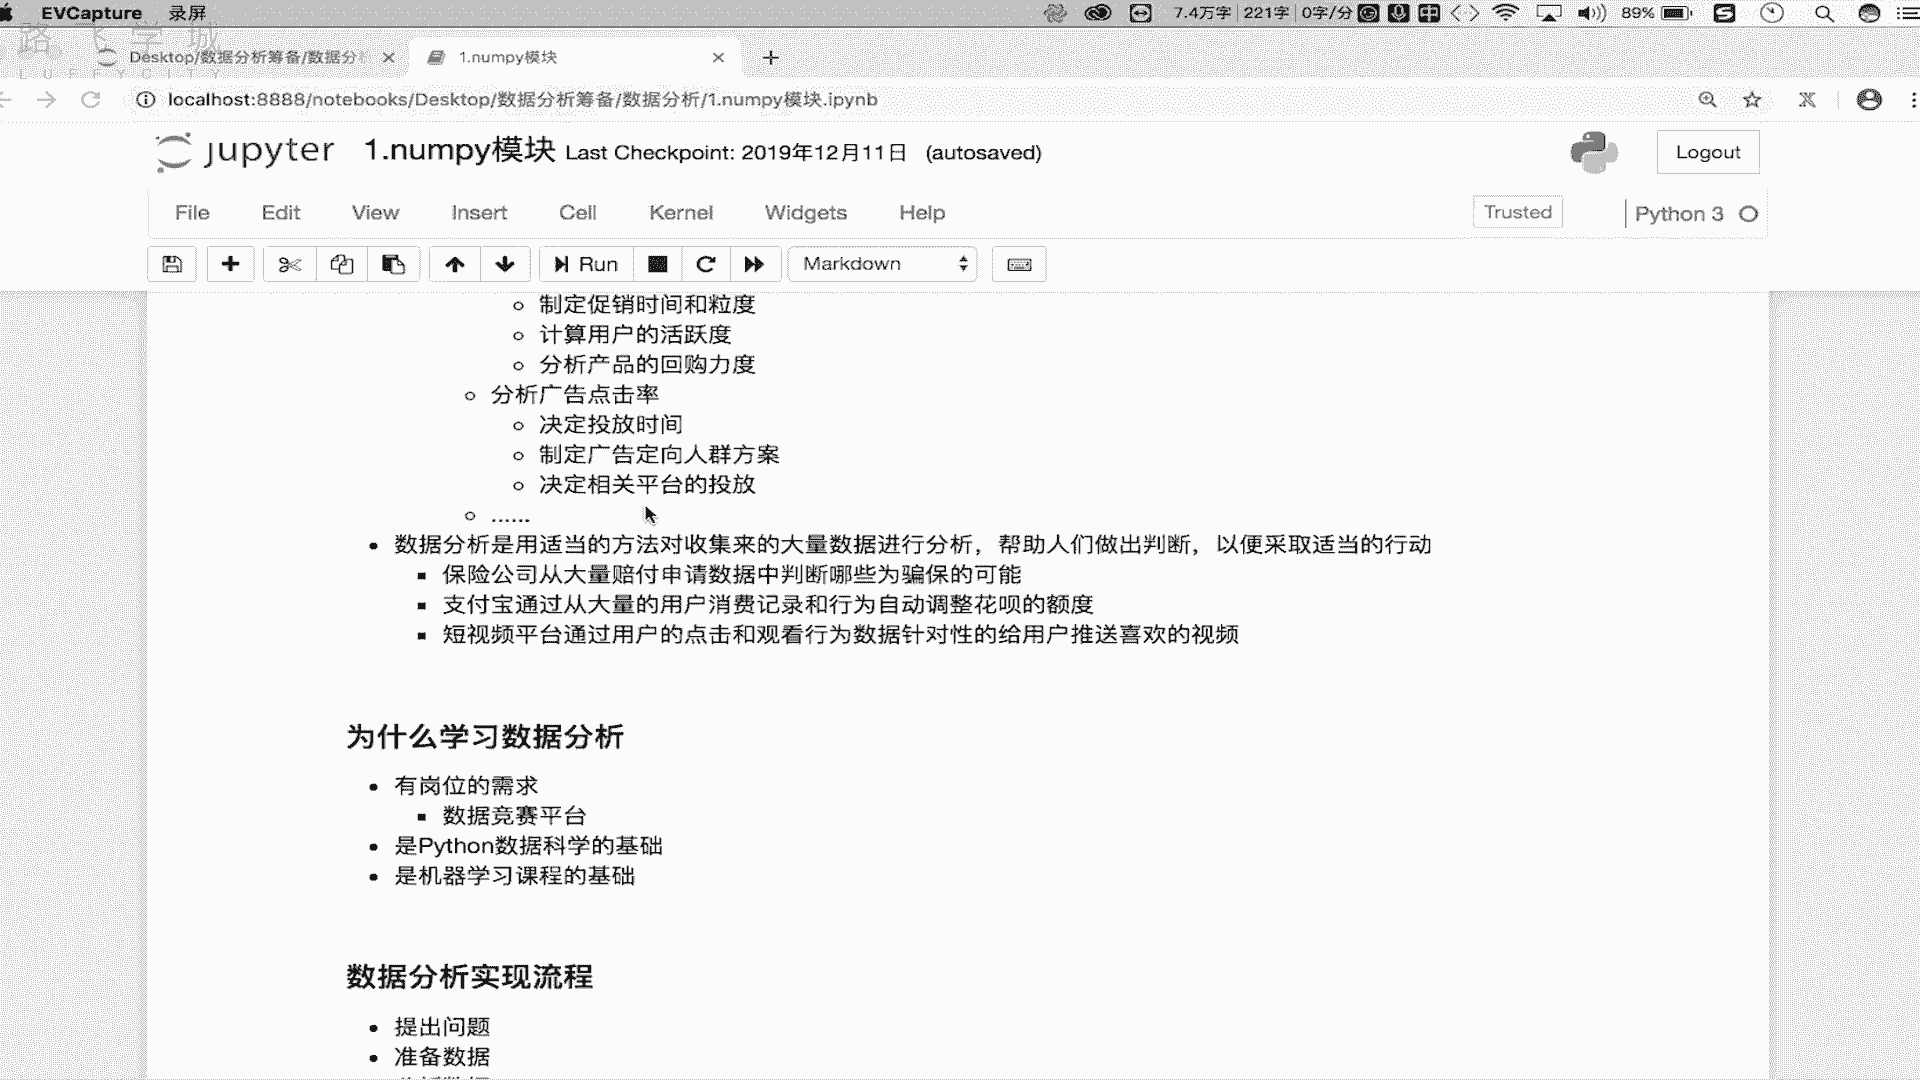 EVCapture 录屏 7.4万字 221字 0字/分 中 89%
路飞学城
LUFFYCITY
Desktop/数据分析筹备/数据分析 1.numpy模块
localhost:8888/notebooks/Desktop/数据分析筹备/数据分析/1.numpy模块.ipynb
jupyter 1.numpy模块 Last Checkpoint: 2019年12月11日 (autosaved) Logout
File Edit View Insert Cell Kernel Widgets Help Trusted Python 3
Run Markdown
制定促销时间和粒度
计算用户的活跃度
分析产品的回购力度
分析广告点击率
决定投放时间
制定广告定向人群方案
决定相关平台的投放
......
数据分析是用适当的方法对收集来的大量数据进行分析，帮助人们做出判断，以便采取适当的行动
保险公司从大量赔付申请数据中判断哪些为骗保的可能
支付宝通过从大量的用户消费记录和行为自动调整花呗的额度
短视频平台通过用户的点击和观看行为数据针对性的给用户推送喜欢的视频
为什么学习数据分析
有岗位的需求
数据竞赛平台
是Python数据科学的基础
是机器学习课程的基础
数据分析实现流程
提出问题
准备数据